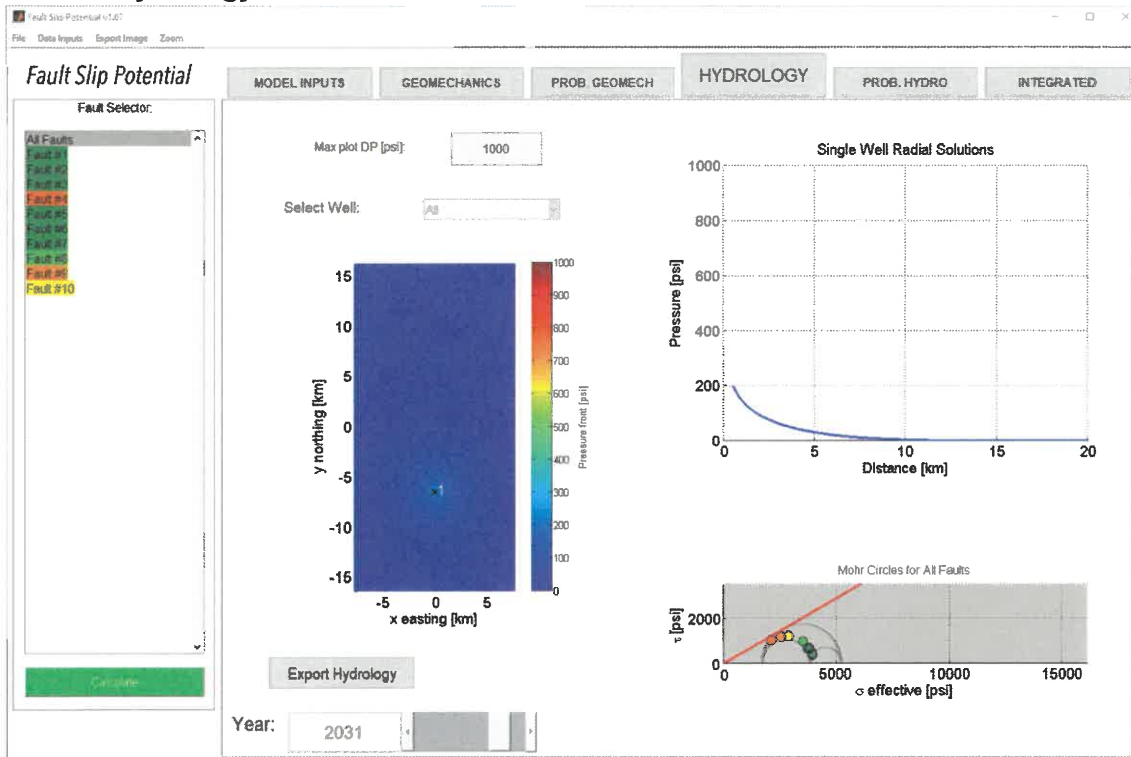 Fault Slip Potential v1.07
File Data Inputs Export Image Zoom
Fault Slip Potential
MODEL INPUTS GEOMECHANICS PROB. GEOMECH HYDROLOGY PROB. HYDRO INTEGRATED
Fault Selector:
All Faults
Fault #1
Fault #2
Fault #3
Fault #4
Fault #5
Fault #6
Fault #7
Fault #8
Fault #9
Fault #10
Calculate
Max plot DP [psi]: 1000
Select Well: All
15
10
5
0
-5
-10
-15
y northing [km]
-5 0 5
x easting [km]
1
1000
900
800
700
600
500
400
300
200
100
0
Pressure front [psi]
Export Hydrology
Year: 2031
Single Well Radial Solutions
1000
800
600
400
200
0
Pressure [psi]
0 5 10 15 20
Distance [km]
Mohr Circles for All Faults
2000
0
τ [psi]
0 5000 10000 15000
σ effective [psi]